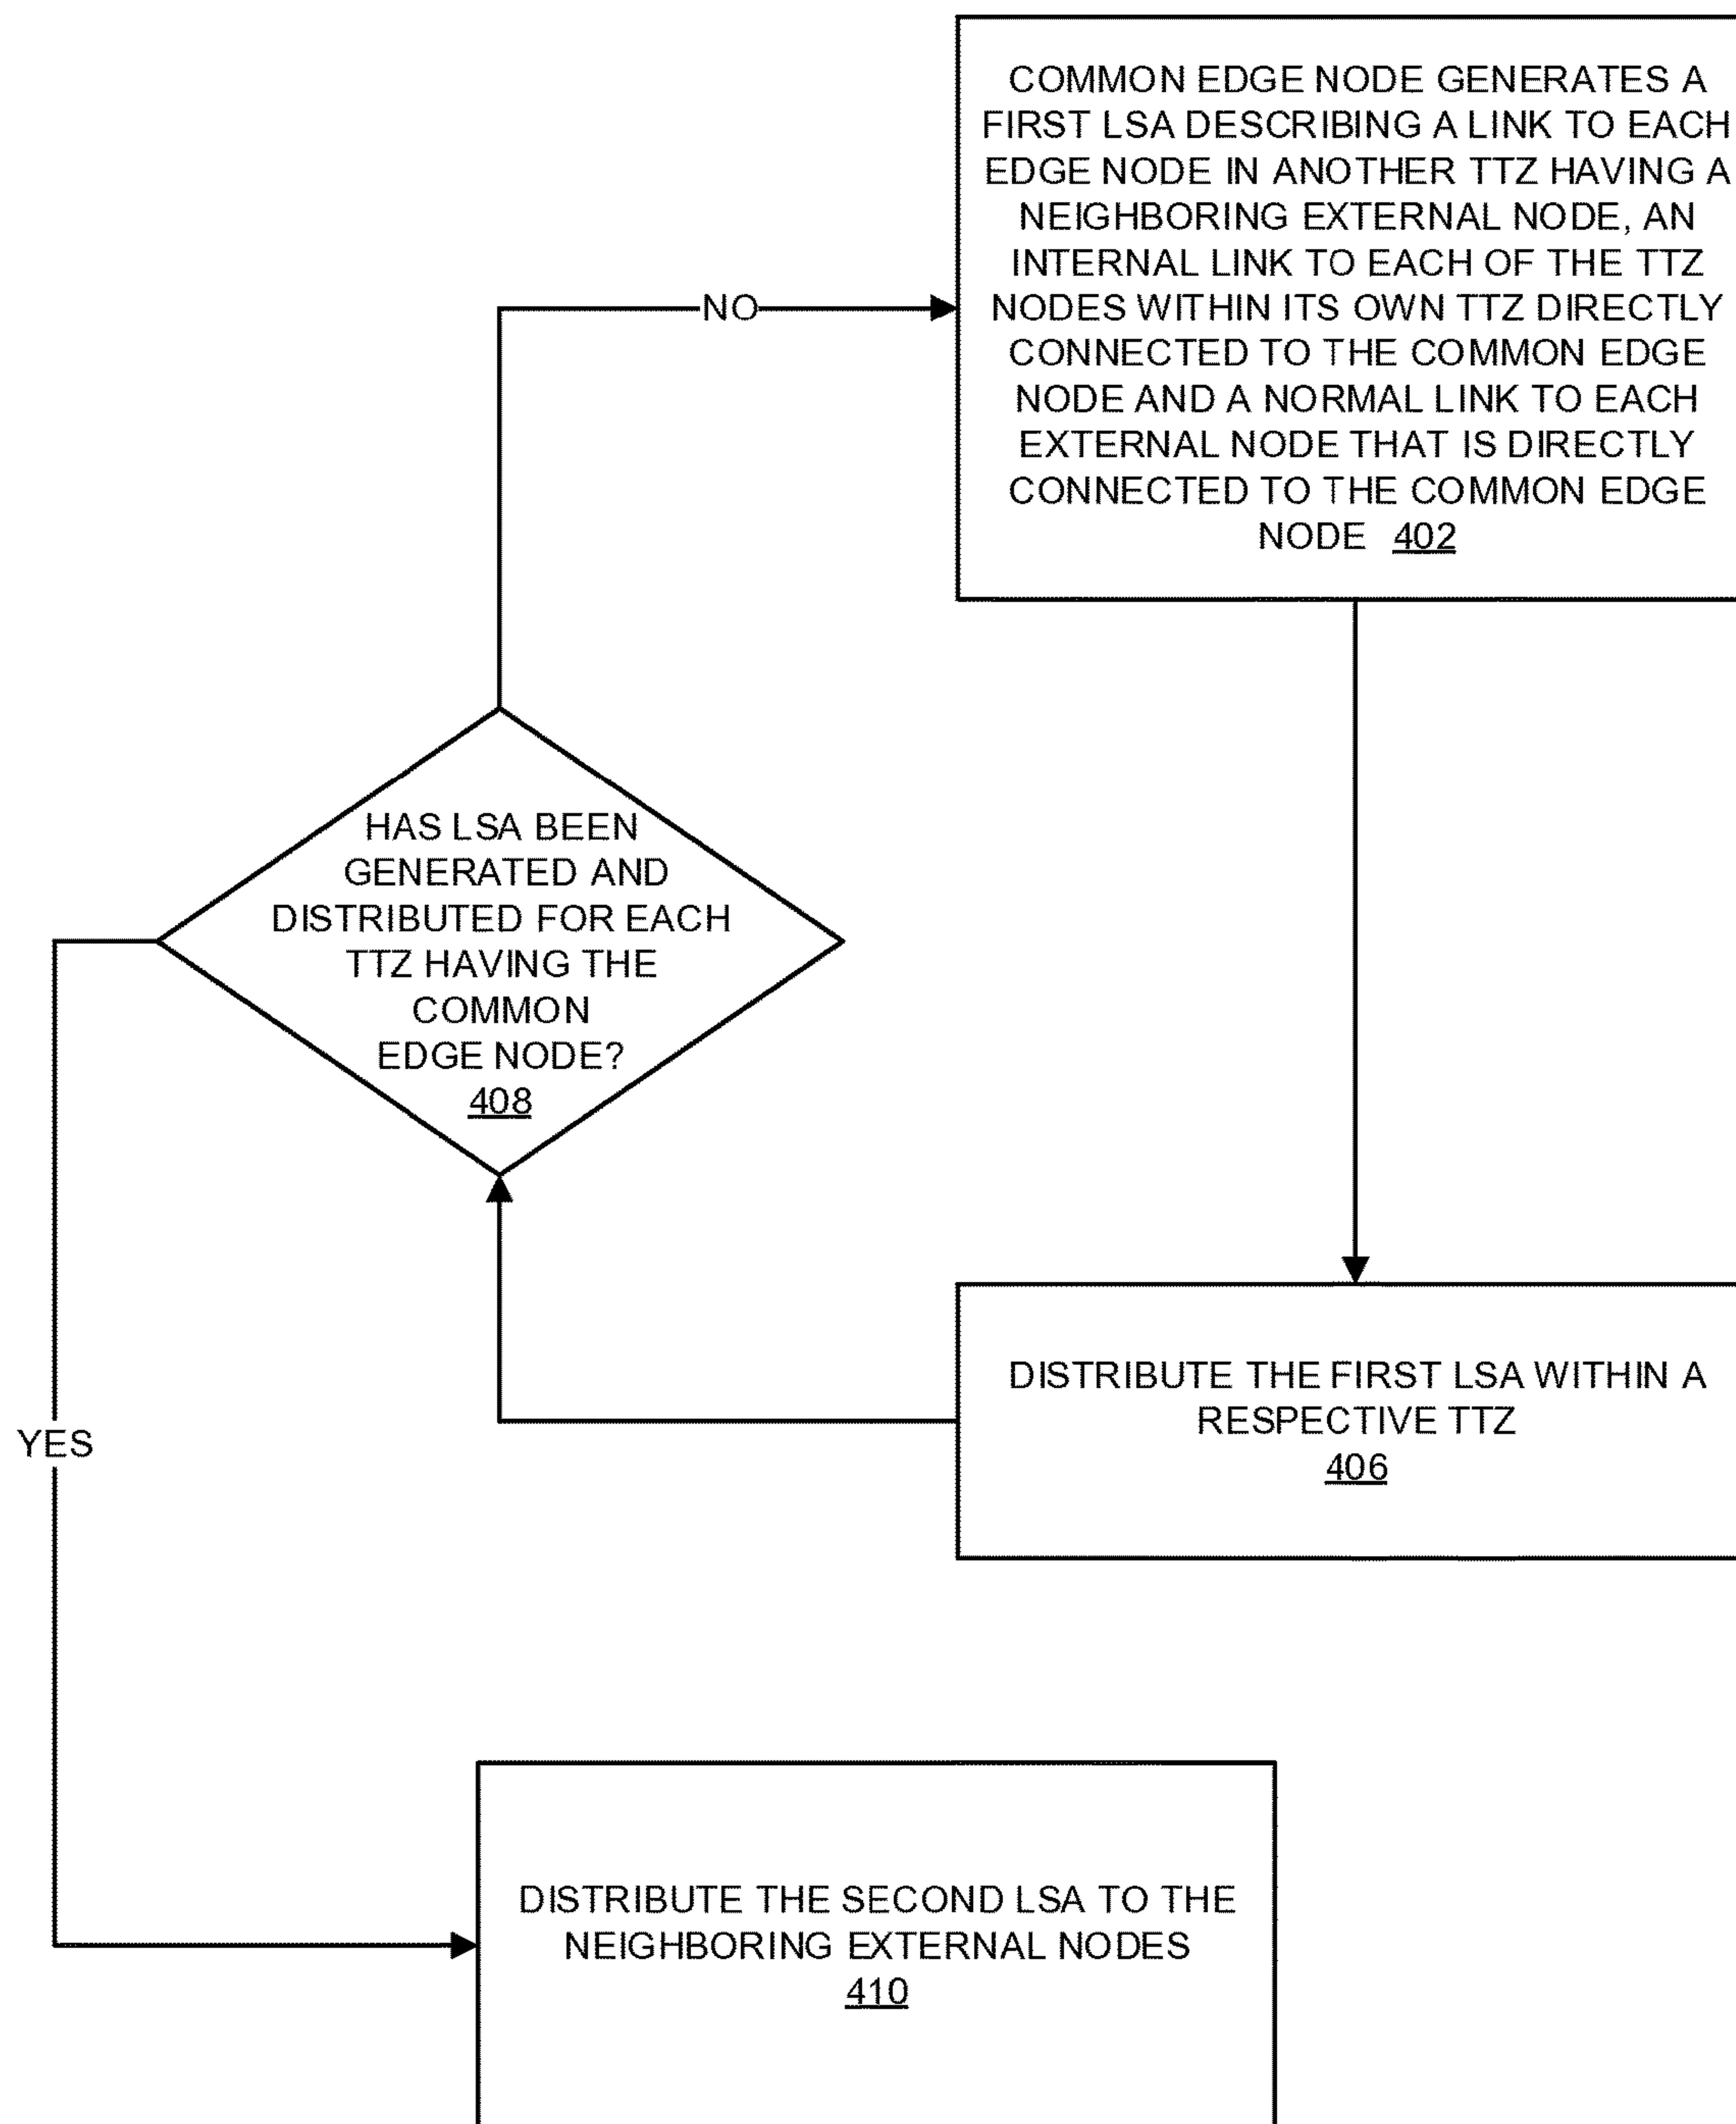 COMMON EDGE NODE GENERATES A
FIRST LSA DESCRIBING A LINK TO EACH
EDGE NODE IN ANOTHER TTZ HAVING A
NEIGHBORING EXTERNAL NODE, AN
INTERNAL LINK TO EACH OF THE TTZ
NODES WITHIN ITS OWN TTZ DIRECTLY
CONNECTED TO THE COMMON EDGE
NODE AND A NORMAL LINK TO EACH
EXTERNAL NODE THAT IS DIRECTLY
CONNECTED TO THE COMMON EDGE
NODE 402
NO
HAS LSA BEEN
GENERATED AND
DISTRIBUTED FOR EACH
TTZ HAVING THE
COMMON
EDGE NODE?
408
DISTRIBUTE THE FIRST LSA WITHIN A
RESPECTIVE TTZ
406
YES
DISTRIBUTE THE SECOND LSA TO THE
NEIGHBORING EXTERNAL NODES
410